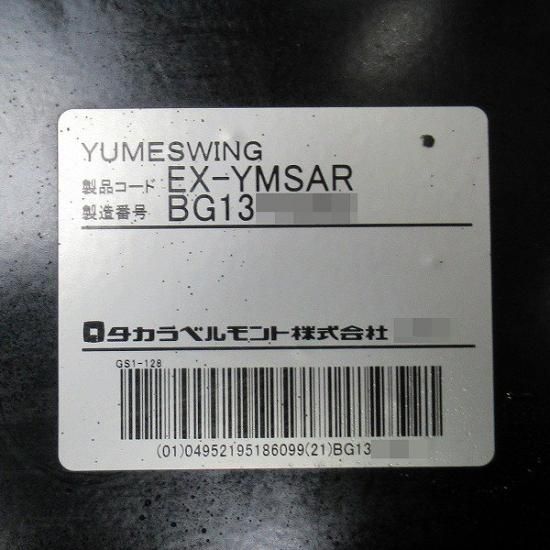 YUMESWING
製品コード EX-YMSAR
製造番号 BG13
タカラベルモント株式会社
GS1-128
(01)04952195186099(21)BG13